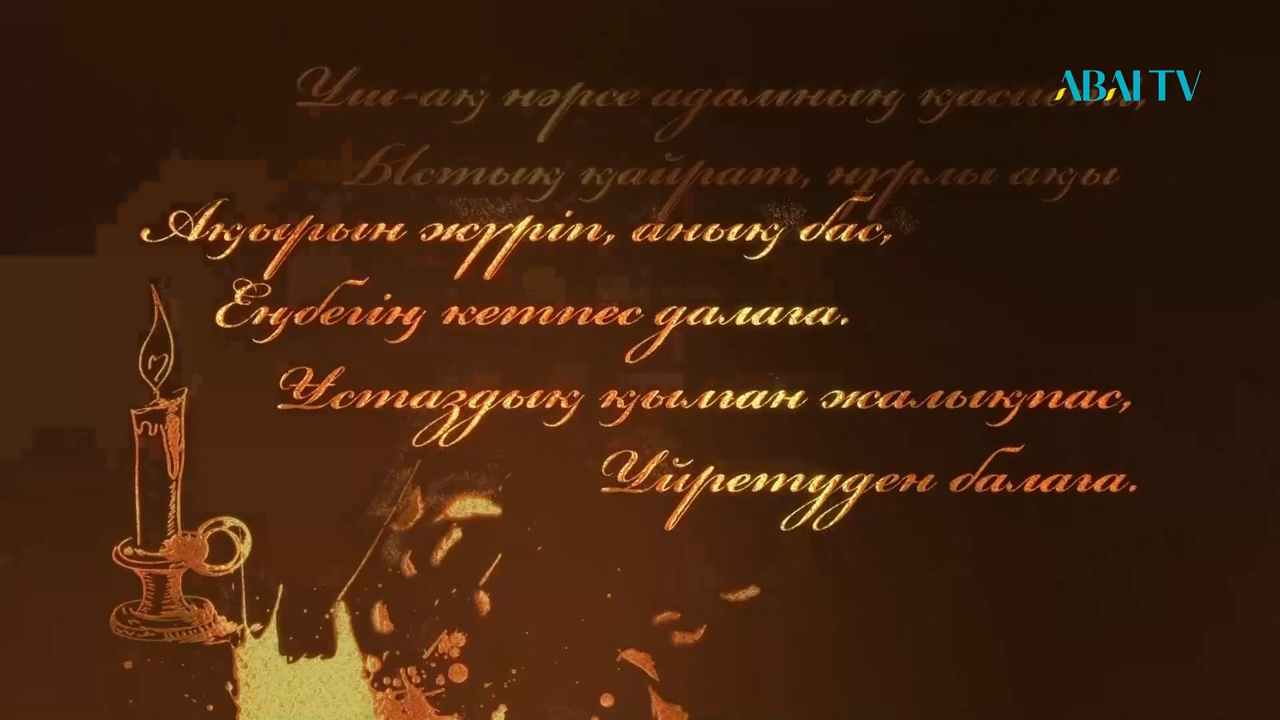 ABAI TV
Үш-ақ нәрсе адамның қасиеті,
Ыстық қайрат, нұрлы ақы
Ақырын жүріп, анық бас,
Еңбегің кетпес далаға.
Ұстаздық қылған жалықпас,
Үйретуден балаға.